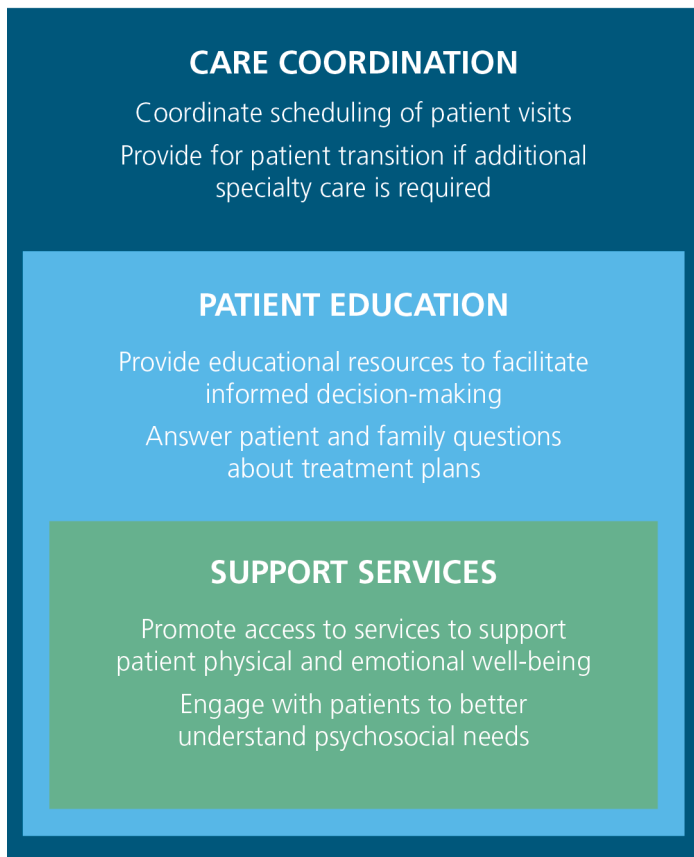 CARE COORDINATION
Coordinate scheduling of patient visits
Provide for patient transition if additional
specialty care is required
PATIENT EDUCATION
Provide educational resources to facilitate
informed decision-making
Answer patient and family questions
about treatment plans
SUPPORT SERVICES
Promote access to services to support
patient physical and emotional well-being
Engage with patients to better
understand psychosocial needs